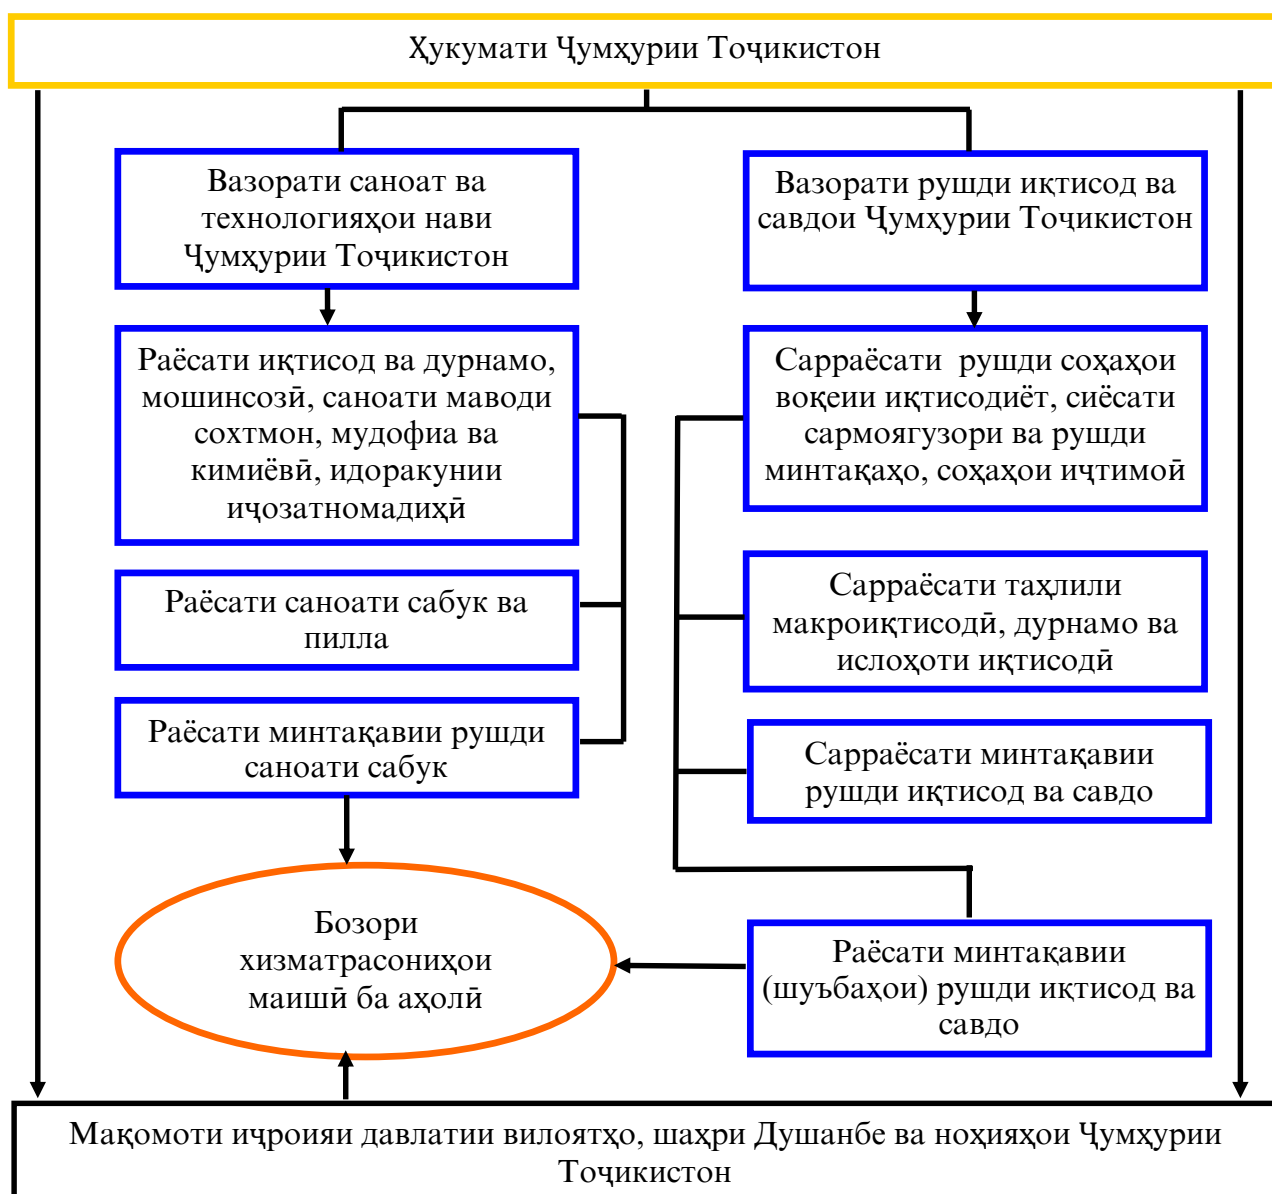 Ҳукумати Ҷумҳурии Тоҷикистон
Вазорати саноат ва
технологияҳои нави
Ҷумҳурии Тоҷикистон
Вазорати рушди иқтисод ва
савдои Ҷумҳурии Тоҷикистон
Раёсати иқтисод ва дурнамо,
мошинсозӣ, саноати маводи
сохтмон, мудофиа ва
кимиёвӣ, идоракунии
иҷозатномадиҳӣ
Сарраёсати рушди соҳаҳои
воқеии иқтисодиёт, сиёсати
сармоягузори ва рушди
минтақаҳо, соҳаҳои иҷтимоӣ
Раёсати саноати сабук ва
пилла
Сарраёсати таҳлили
макроиқтисодӣ, дурнамо ва
ислоҳоти иқтисодӣ
Раёсати минтақавии рушди
саноати сабук
Сарраёсати минтақавии
рушди иқтисод ва савдо
Бозори
хизматрасониҳои
маишӣ ба аҳолӣ
Раёсати минтақавии
(шуъбаҳои) рушди иқтисод ва
савдо
Мақомоти иҷроияи давлатии вилоятҳо, шаҳри Душанбе ва ноҳияҳои Ҷумҳурии
Тоҷикистон